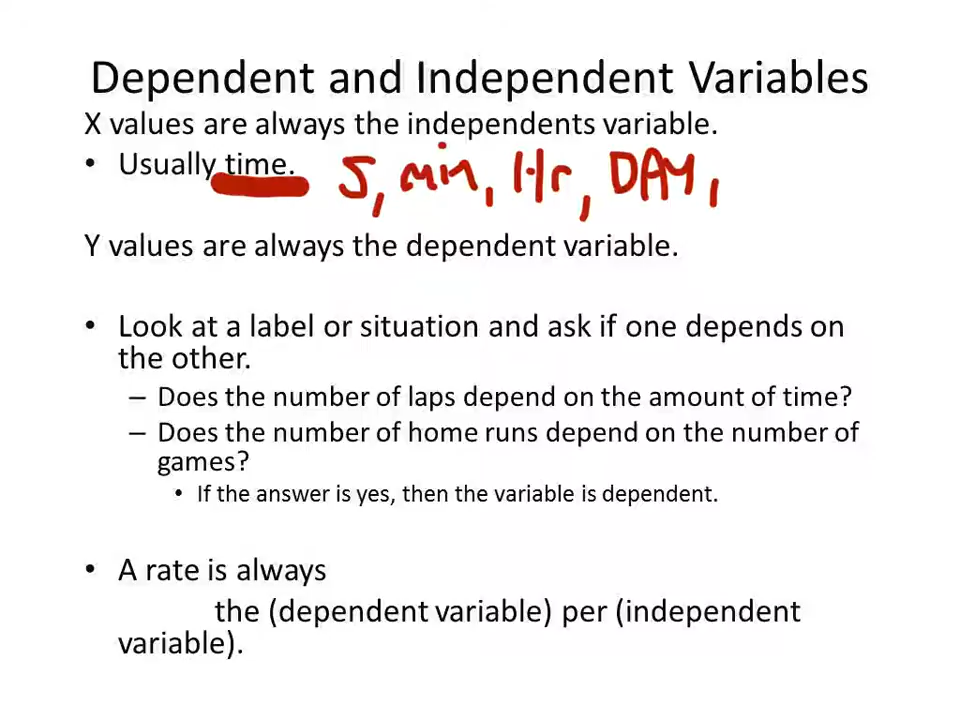 Dependent and Independent Variables
X values are always the independents variable.
• Usually time. S, min, Hr, DAY,
Y values are always the dependent variable.
• Look at a label or situation and ask if one depends on
the other.
– Does the number of laps depend on the amount of time?
– Does the number of home runs depend on the number of
games?
• If the answer is yes, then the variable is dependent.
• A rate is always
the (dependent variable) per (independent
variable).